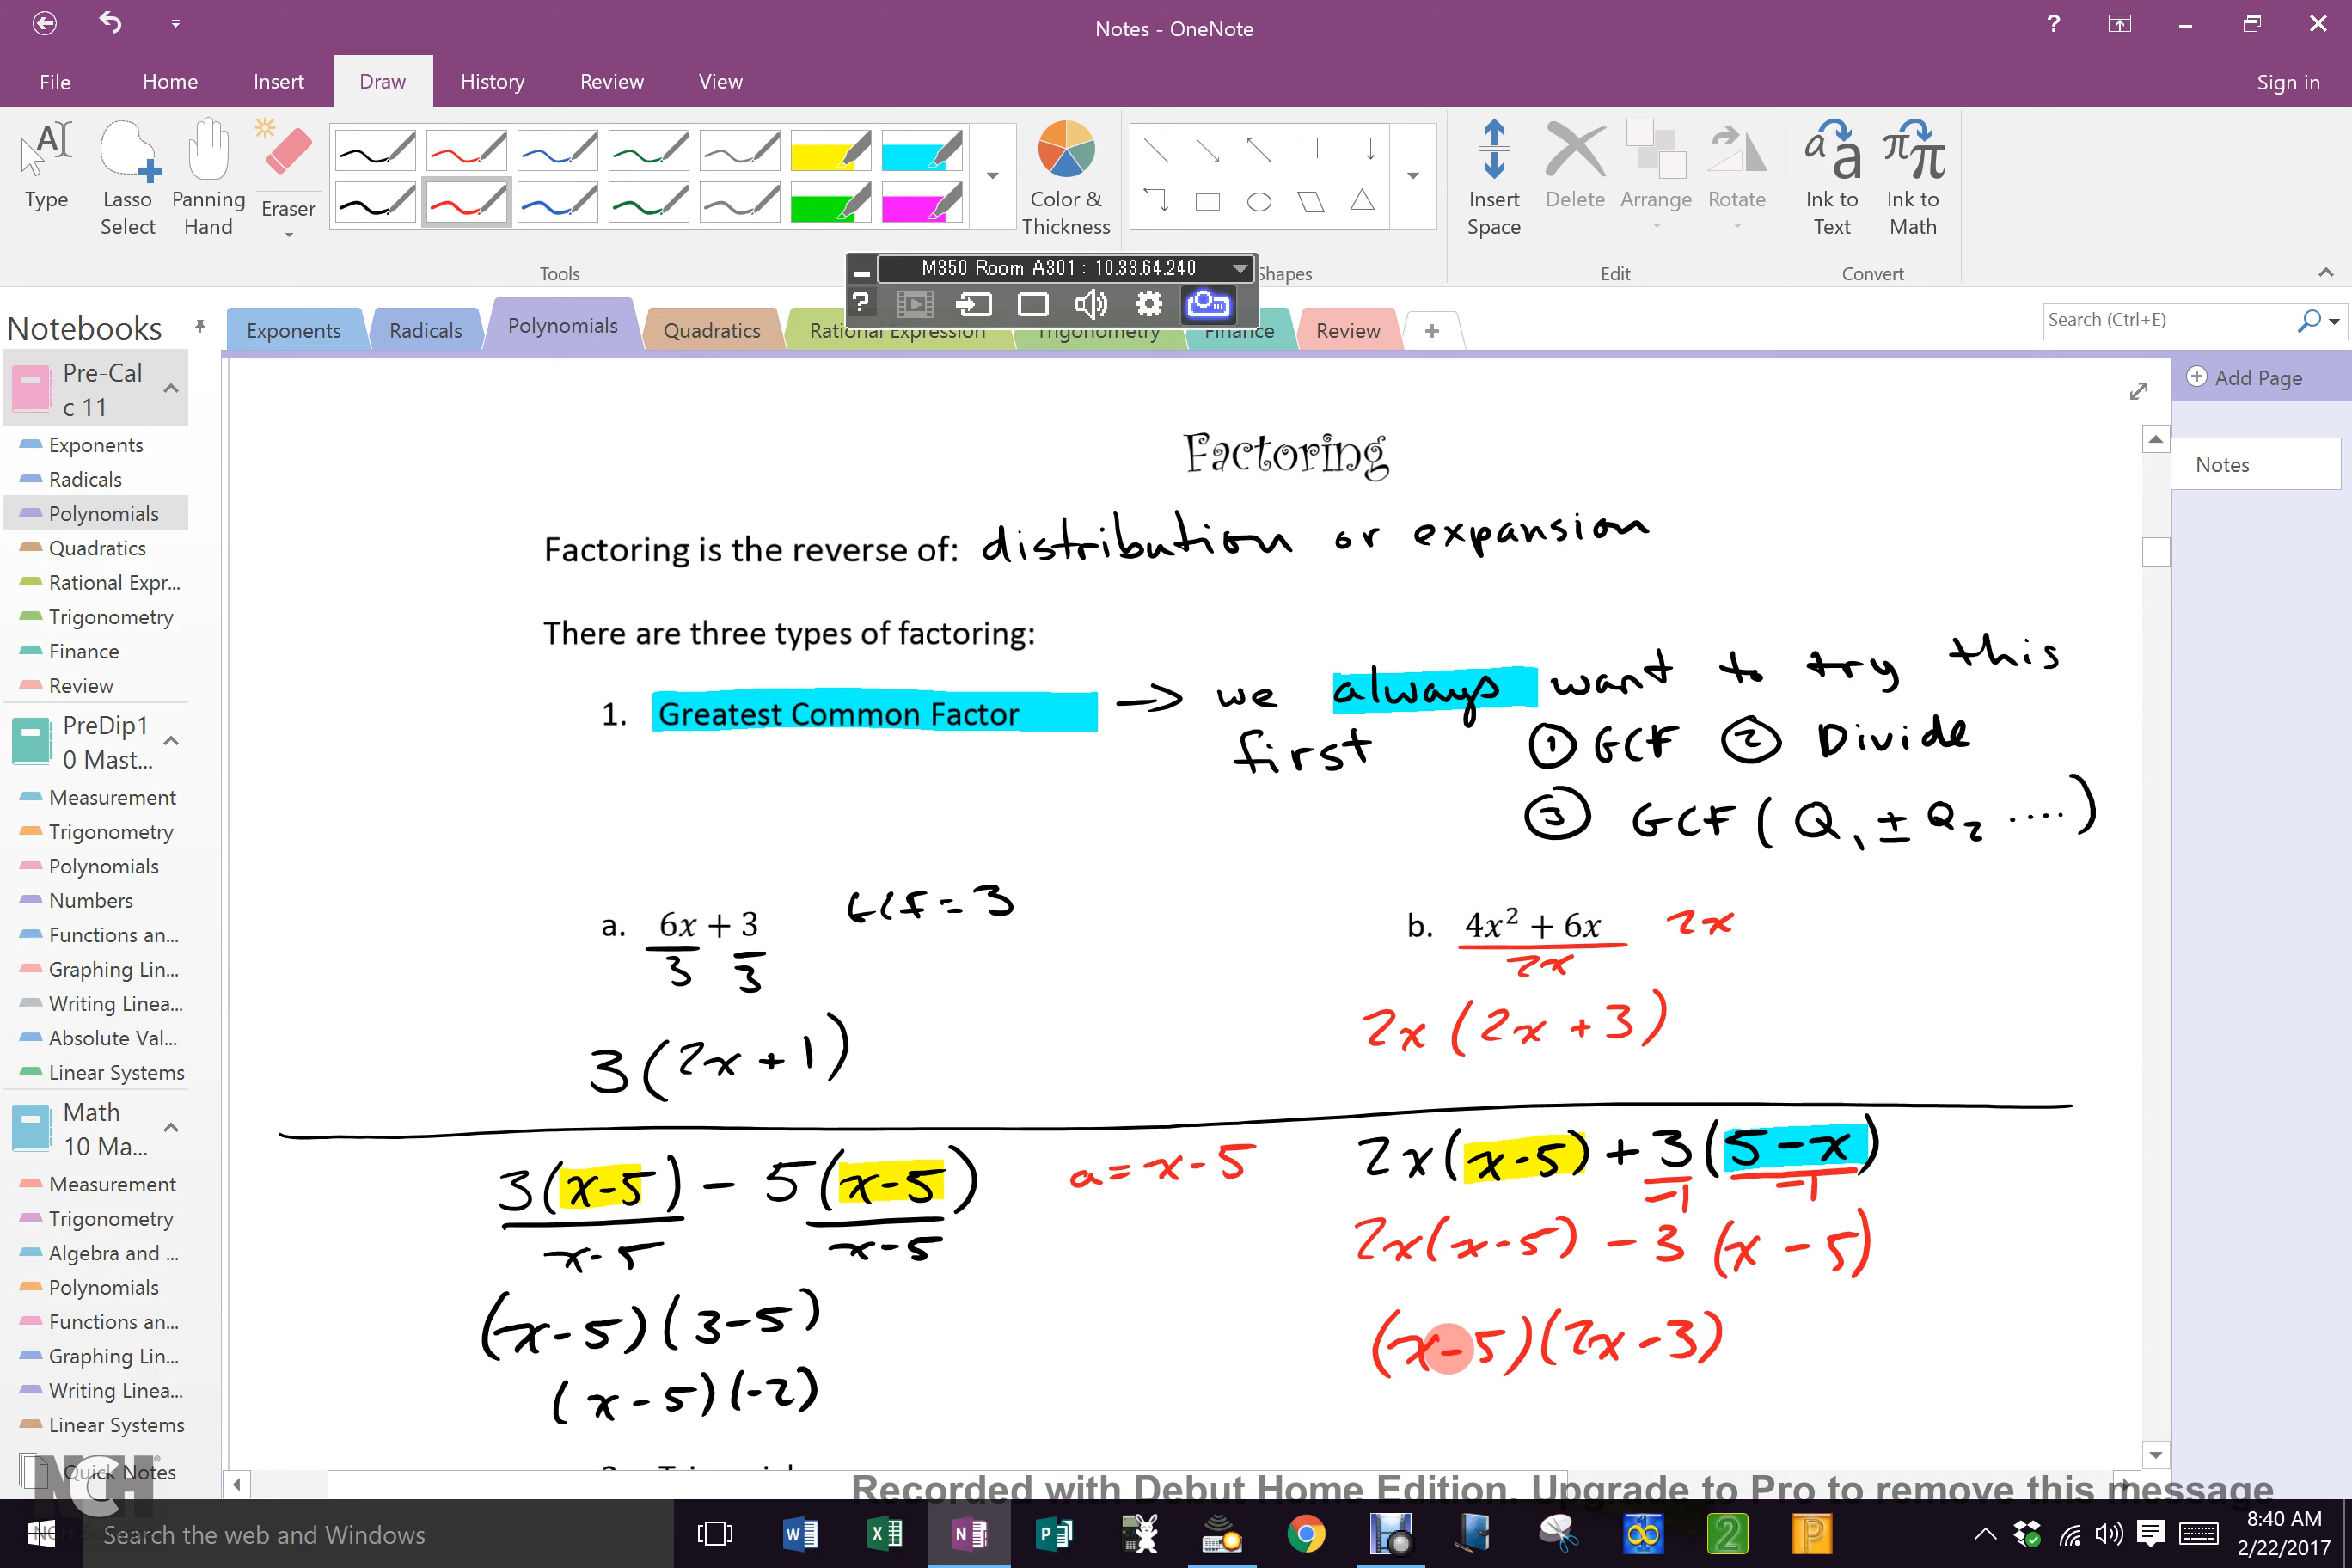 Notes - OneNote
?
File Home Insert Draw History Review View Sign in
Type
Lasso Select
Panning Hand
Eraser
Color & Thickness
Insert Space
Delete
Arrange
Rotate
Ink to Text
Ink to Math
Tools
Shapes
Edit
Convert
M350 Room A301 : 10.33.64.240
?
Notebooks
Exponents Radicals Polynomials Quadratics Rational Expression Trigonometry Finance Review +
Search (Ctrl+E)
Pre-Cal
c 11
Exponents
Radicals
Polynomials
Quadratics
Rational Expr...
Trigonometry
Finance
Review
PreDip1
0 Mast...
Measurement
Trigonometry
Polynomials
Numbers
Functions an...
Graphing Lin...
Writing Linea...
Absolute Val...
Linear Systems
Math
10 Ma...
Measurement
Trigonometry
Algebra and ...
Polynomials
Functions an...
Graphing Lin...
Writing Linea...
Linear Systems
Quick Notes
Add Page
Notes
Factoring
Factoring is the reverse of: distribution or expansion
There are three types of factoring:
1. Greatest Common Factor → we always want to try this
first
① GCF ② Divide
③ GCF ( Q₁ ± Q₂ ....)
a. 6x + 3 GCF = 3
3 3
3(2x + 1)
b. 4x² + 6x 2x
2x
2x (2x + 3)
3(x-5) - 5(x-5) a = x-5
x-5 x-5
(x-5)(3-5)
(x-5)(-2)
2x(x-5) + 3(5-x)
-1 -1
2x(x-5) - 3 (x-5)
(x-5)(2x-3)
Recorded with Debut Home Edition. Upgrade to Pro to remove this message
NCH
Search the web and Windows
8:40 AM
2/22/2017